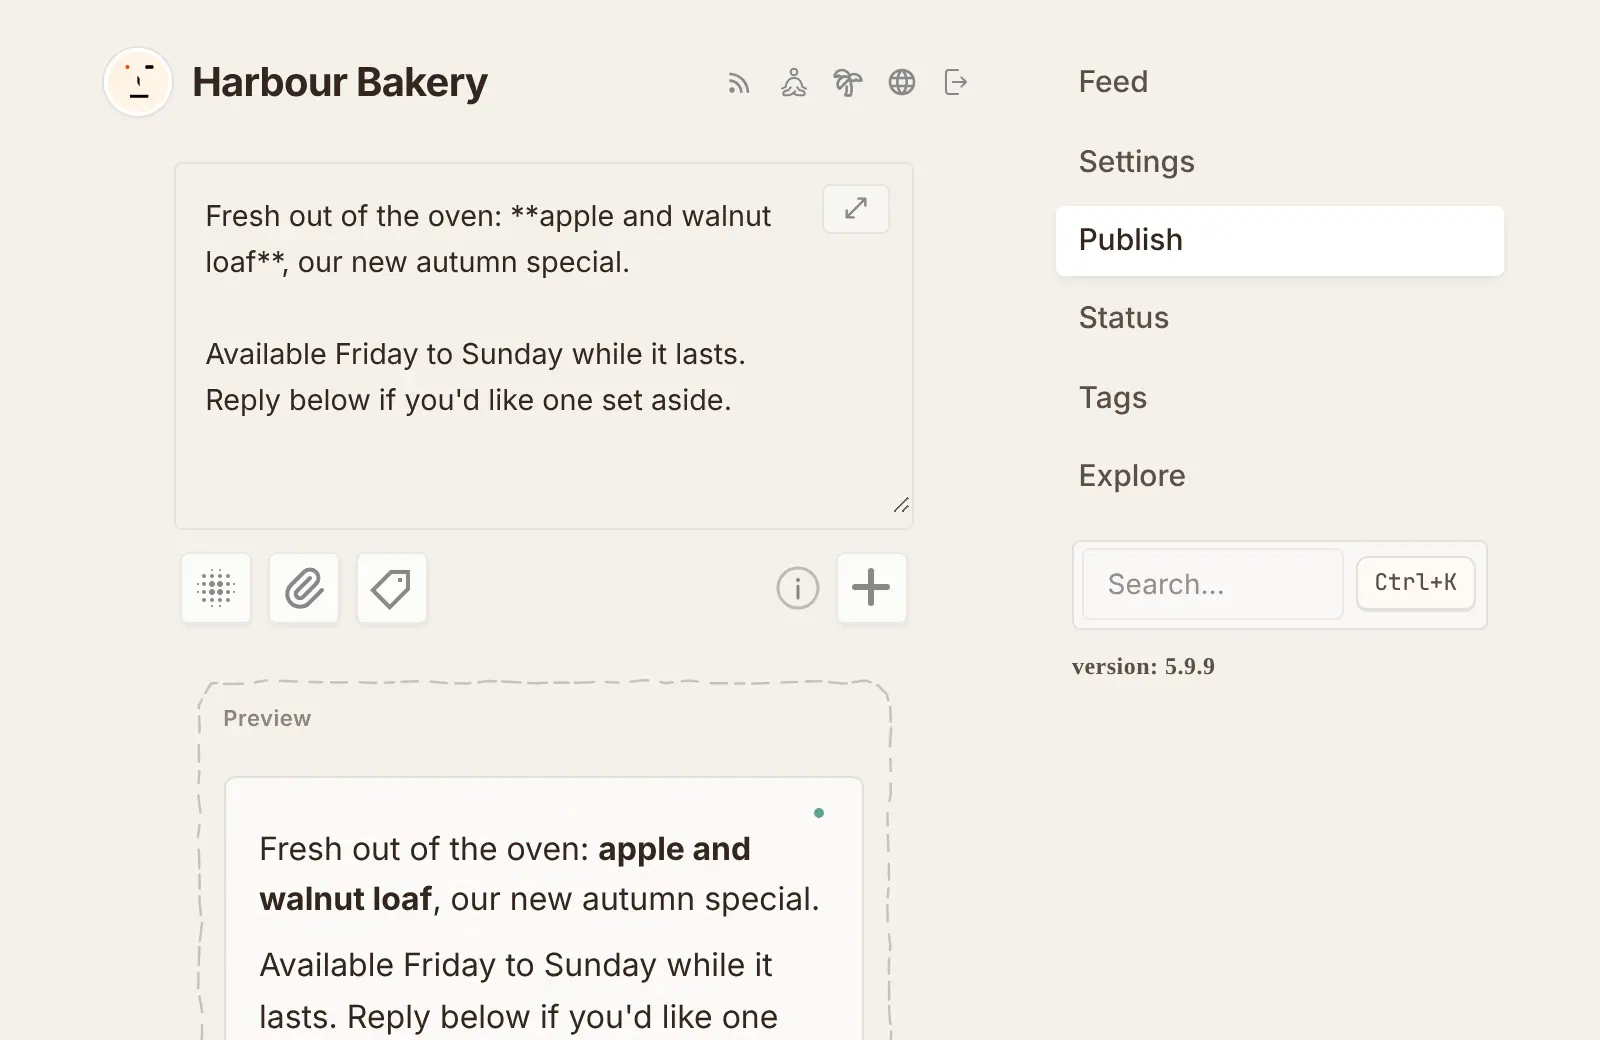 Harbour Bakery
Fresh out of the oven: **apple and walnut
loaf**, our new autumn special.
Available Friday to Sunday while it lasts.
Reply below if you'd like one set aside.
Preview
Fresh out of the oven: apple and
walnut loaf, our new autumn special.
Available Friday to Sunday while it
lasts. Reply below if you'd like one
Feed
Settings
Publish
Status
Tags
Explore
Search...
Ctrl+K
version: 5.9.9